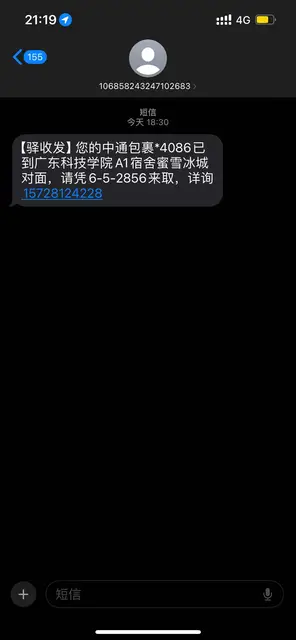 21:19
4G
155
106858243247102683
短信
今天 18:30
【驿收发】您的中通包裹*4086已
到广东科技学院A1宿舍蜜雪冰城
对面，请凭6-5-2856来取，详询
15728124228
短信